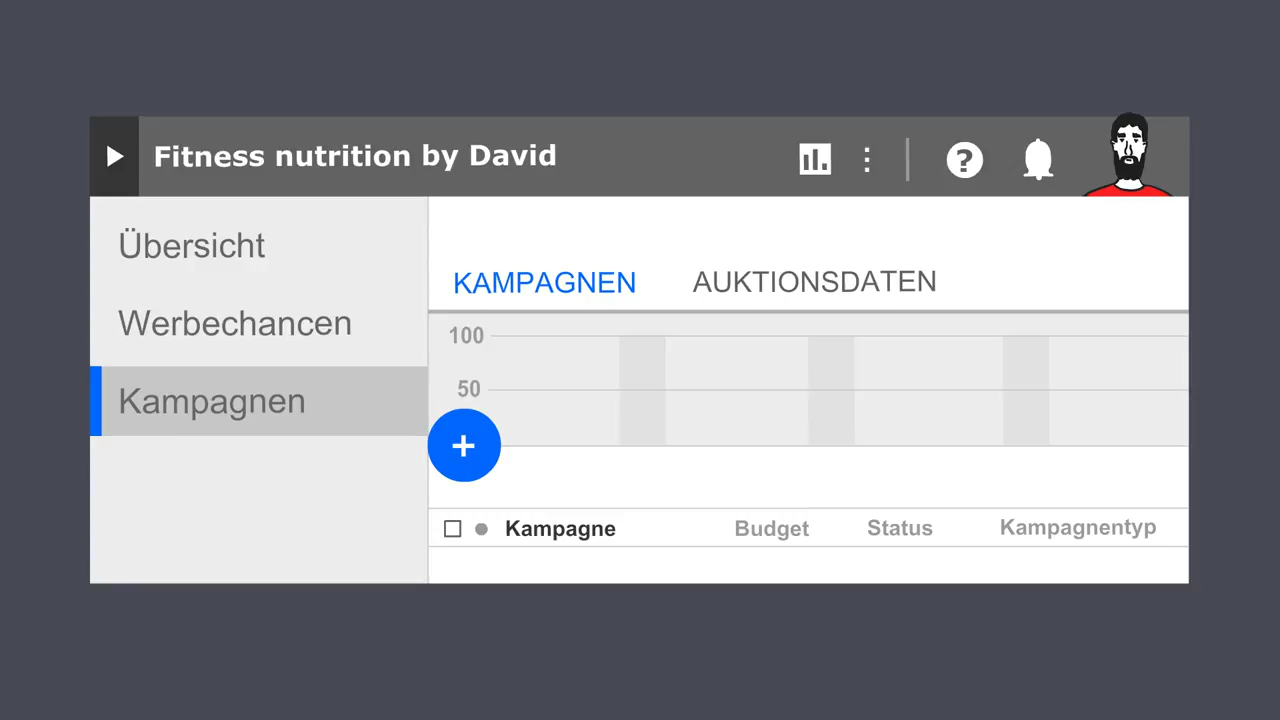 Fitness nutrition by David
Übersicht
Werbechancen
Kampagnen
KAMPAGNEN AUKTIONSDATEN
100
50
Kampagne Budget Status Kampagnentyp